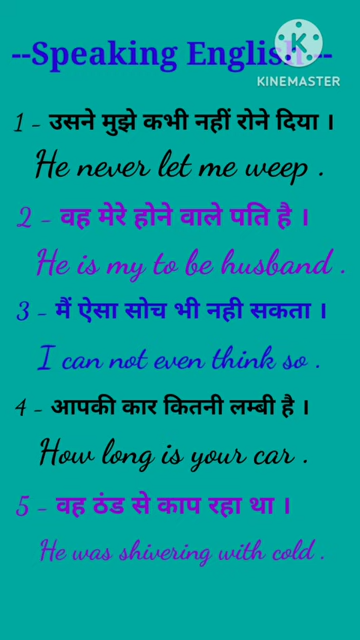 --Speaking English--
KINEMASTER
1 - उसने मुझे कभी नहीं रोने दिया ।
He never let me weep .
2 - वह मेरे होने वाले पति है ।
He is my to be husband .
3 - मैं ऐसा सोच भी नही सकता ।
I can not even think so .
4 - आपकी कार कितनी लम्बी है ।
How long is your car .
5 - वह ठंड से काप रहा था ।
He was shivering with cold .